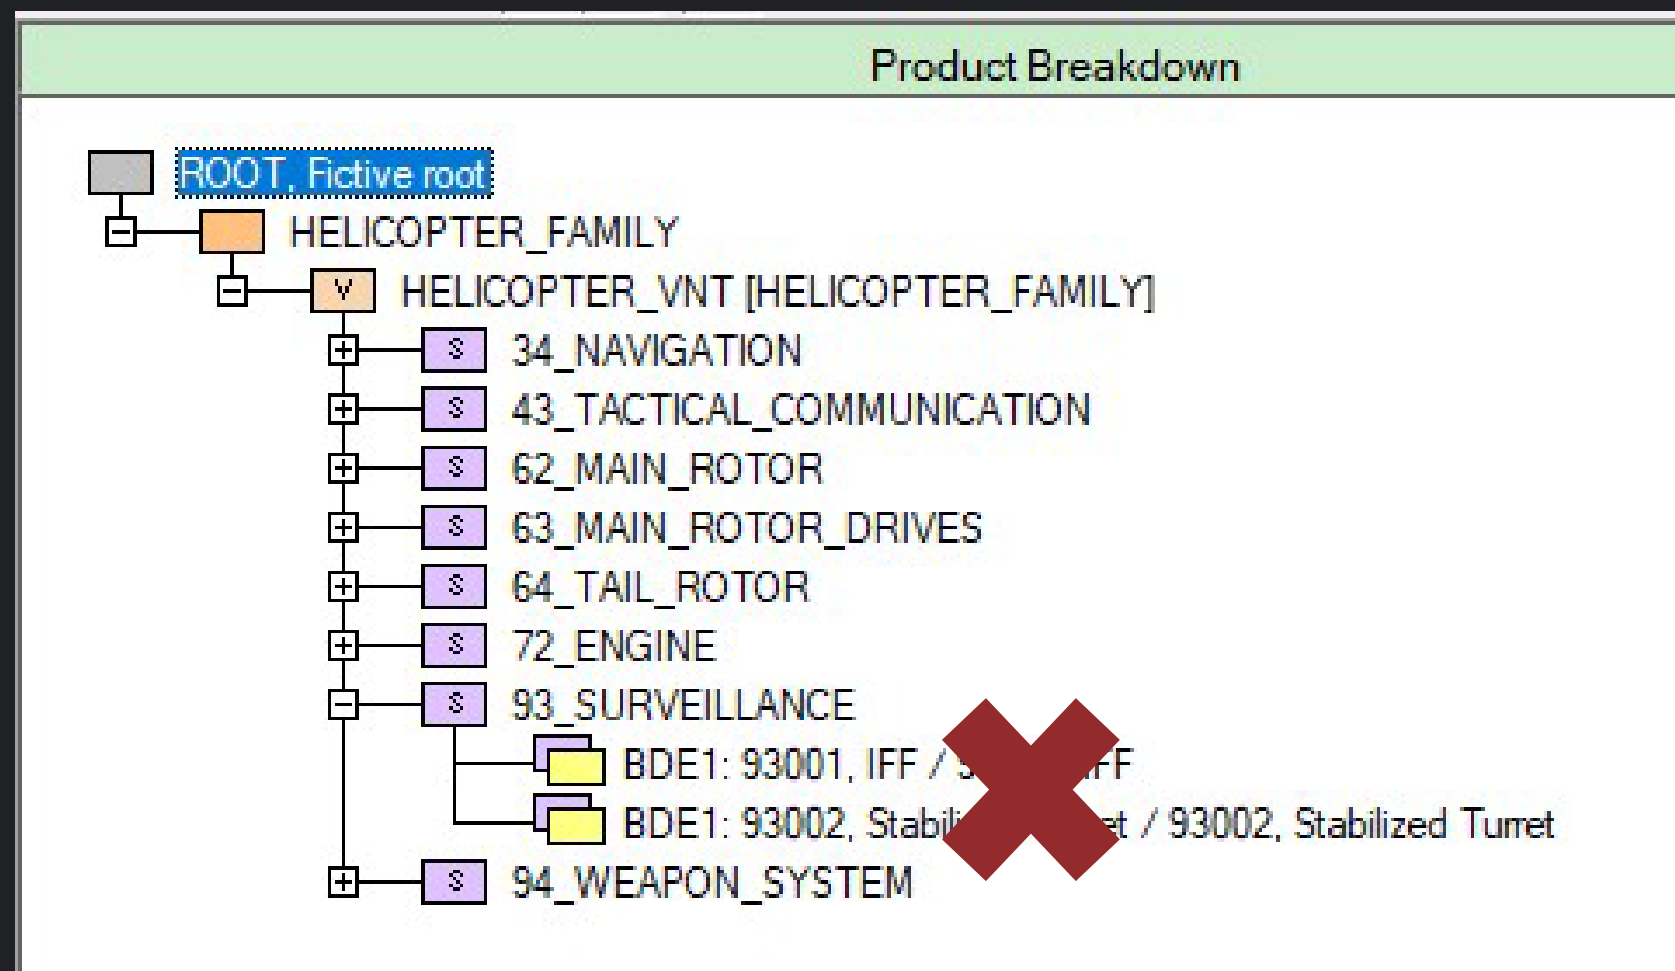 Product Breakdown
ROOT, Fictive root
HELICOPTER_FAMILY
V HELICOPTER_VNT [HELICOPTER_FAMILY]
S 34_NAVIGATION
S 43_TACTICAL_COMMUNICATION
S 62_MAIN_ROTOR
S 63_MAIN_ROTOR_DRIVES
S 64_TAIL_ROTOR
S 72_ENGINE
S 93_SURVEILLANCE
BDE1: 93001, IFF /
BDE1: 93002, / 93002, Stabilized Turret
S 94_WEAPON_SYSTEM